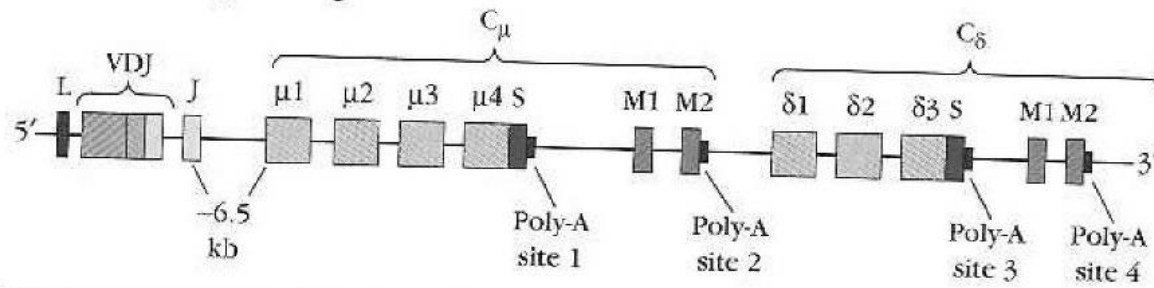 Cμ Cδ
L VDJ J μ1 μ2 μ3 μ4 S M1 M2 δ1 δ2 δ3 S M1 M2
5′ 3′
~6.5
kb
Poly-A
site 1
Poly-A
site 2
Poly-A
site 3
Poly-A
site 4